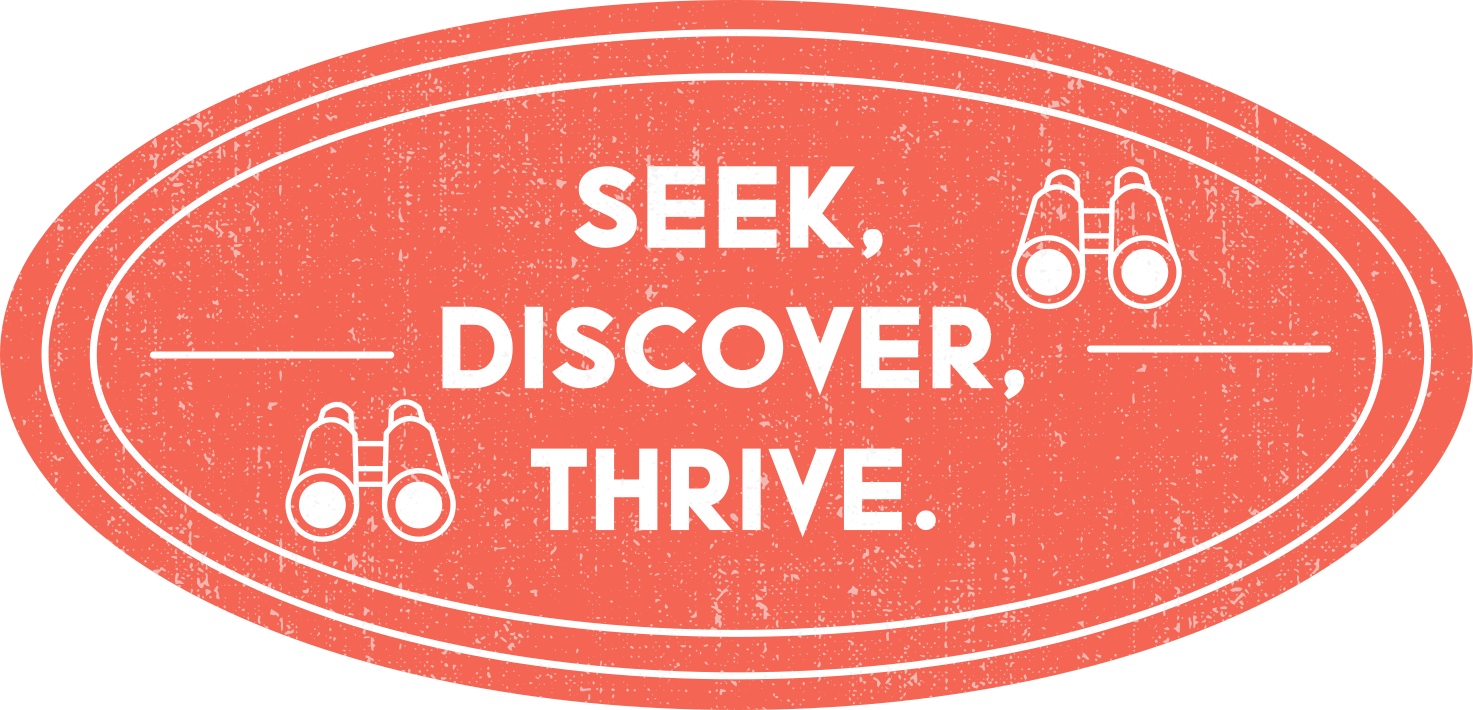 SEEK,
DISCOVER,
THRIVE.